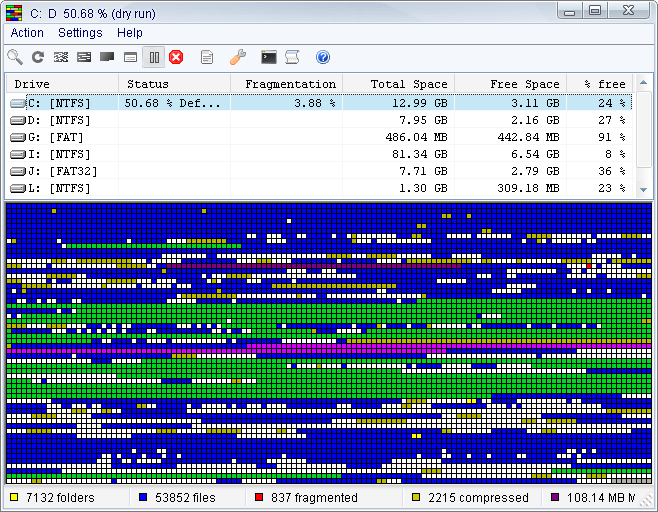 C: D 50.68 % (dry run)
Action Settings Help
Drive Status Fragmentation Total Space Free Space % free
C: [NTFS] 50.68 % Def... 3.88 % 12.99 GB 3.11 GB 24 %
D: [NTFS] 7.95 GB 2.16 GB 27 %
G: [FAT] 486.04 MB 442.84 MB 91 %
I: [NTFS] 81.34 GB 6.54 GB 8 %
J: [FAT32] 7.71 GB 2.79 GB 36 %
L: [NTFS] 1.30 GB 309.18 MB 23 %
7132 folders 53852 files 837 fragmented 2215 compressed 108.14 MB M